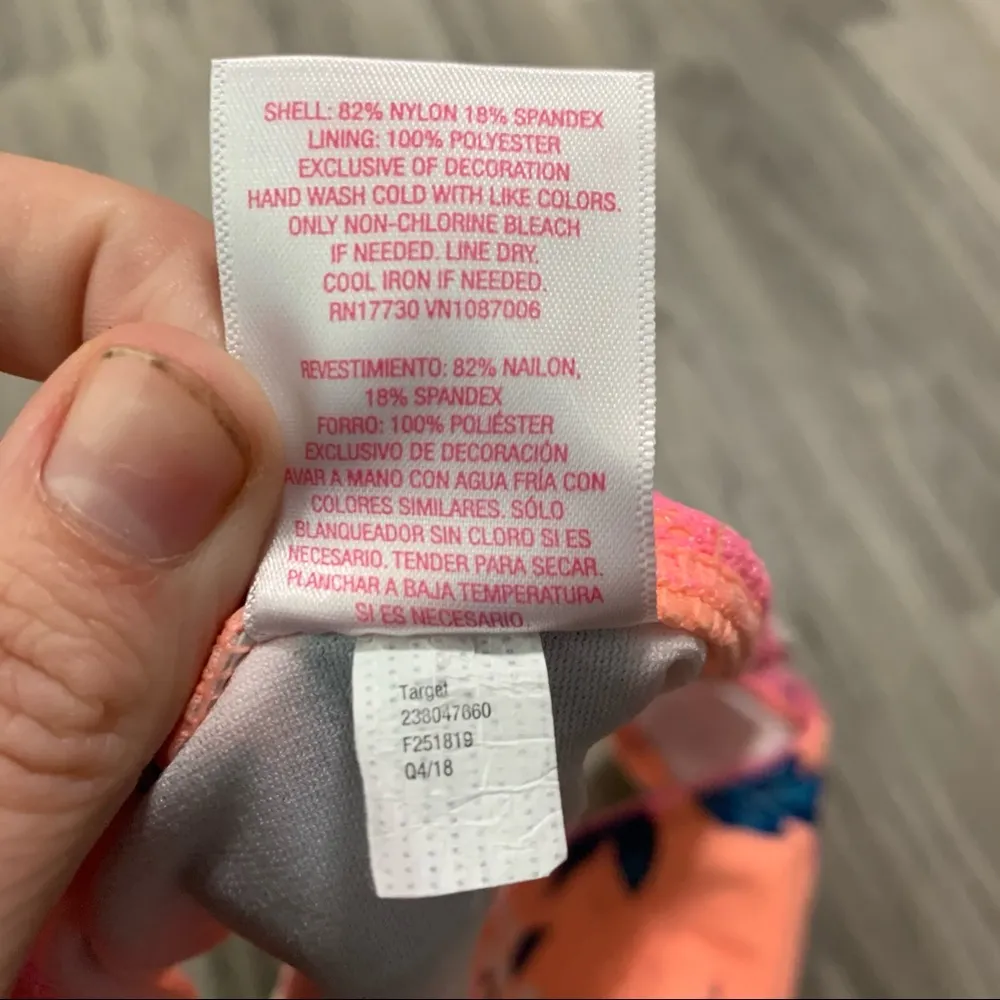 SHELL: 82% NYLON 18% SPANDEX
LINING: 100% POLYESTER
EXCLUSIVE OF DECORATION
HAND WASH COLD WITH LIKE COLORS.
ONLY NON-CHLORINE BLEACH
IF NEEDED. LINE DRY.
COOL IRON IF NEEDED.
RN17730 VN1087006
REVESTIMIENTO: 82% NAILON,
18% SPANDEX
FORRO: 100% POLIÉSTER
EXCLUSIVO DE DECORACIÓN
AVAR A MANO CON AGUA FRÍA CON
COLORES SIMILARES. SÓLO
BLANQUEADOR SIN CLORO SI ES
NECESARIO. TENDER PARA SECAR.
PLANCHAR A BAJA TEMPERATURA
SI ES NECESARIO
Target
238047660
F251819
Q4/18